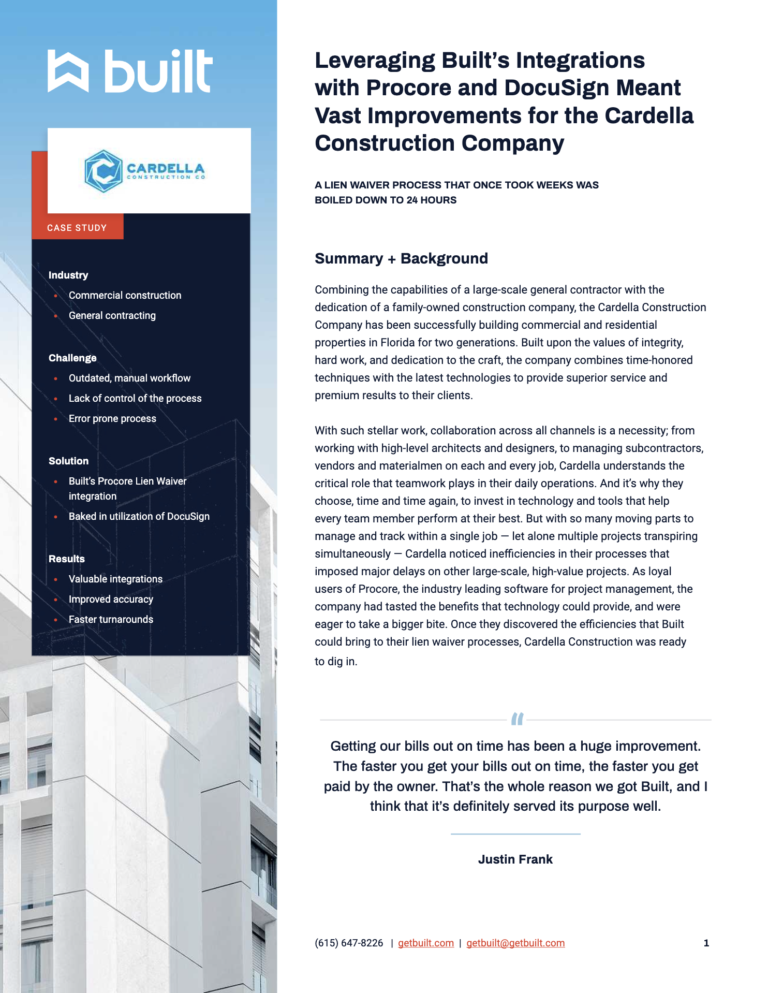 built
CARDELLA
CONSTRUCTION CO
CASE STUDY
Industry
• Commercial construction
• General contracting
Challenge
• Outdated, manual workflow
• Lack of control of the process
• Error prone process
Solution
• Built's Procore Lien Waiver
integration
• Baked in utilization of DocuSign
Results
• Valuable integrations
• Improved accuracy
• Faster turnarounds
Leveraging Built's Integrations
with Procore and DocuSign Meant
Vast Improvements for the Cardella
Construction Company
A LIEN WAIVER PROCESS THAT ONCE TOOK WEEKS WAS
BOILED DOWN TO 24 HOURS
Summary + Background
Combining the capabilities of a large-scale general contractor with the
dedication of a family-owned construction company, the Cardella Construction
Company has been successfully building commercial and residential
properties in Florida for two generations. Built upon the values of integrity,
hard work, and dedication to the craft, the company combines time-honored
techniques with the latest technologies to provide superior service and
premium results to their clients.
With such stellar work, collaboration across all channels is a necessity; from
working with high-level architects and designers, to managing subcontractors,
vendors and materialmen on each and every job, Cardella understands the
critical role that teamwork plays in their daily operations. And it's why they
choose, time and time again, to invest in technology and tools that help
every team member perform at their best. But with so many moving parts to
manage and track within a single job — let alone multiple projects transpiring
simultaneously — Cardella noticed inefficiencies in their processes that
imposed major delays on other large-scale, high-value projects. As loyal
users of Procore, the industry leading software for project management, the
company had tasted the benefits that technology could provide, and were
eager to take a bigger bite. Once they discovered the efficiencies that Built
could bring to their lien waiver processes, Cardella Construction was ready
to dig in.
“
Getting our bills out on time has been a huge improvement.
The faster you get your bills out on time, the faster you get
paid by the owner. That's the whole reason we got Built, and I
think that it's definitely served its purpose well.
Justin Frank
(615) 647-8226 | getbuilt.com | getbuilt@getbuilt.com 1